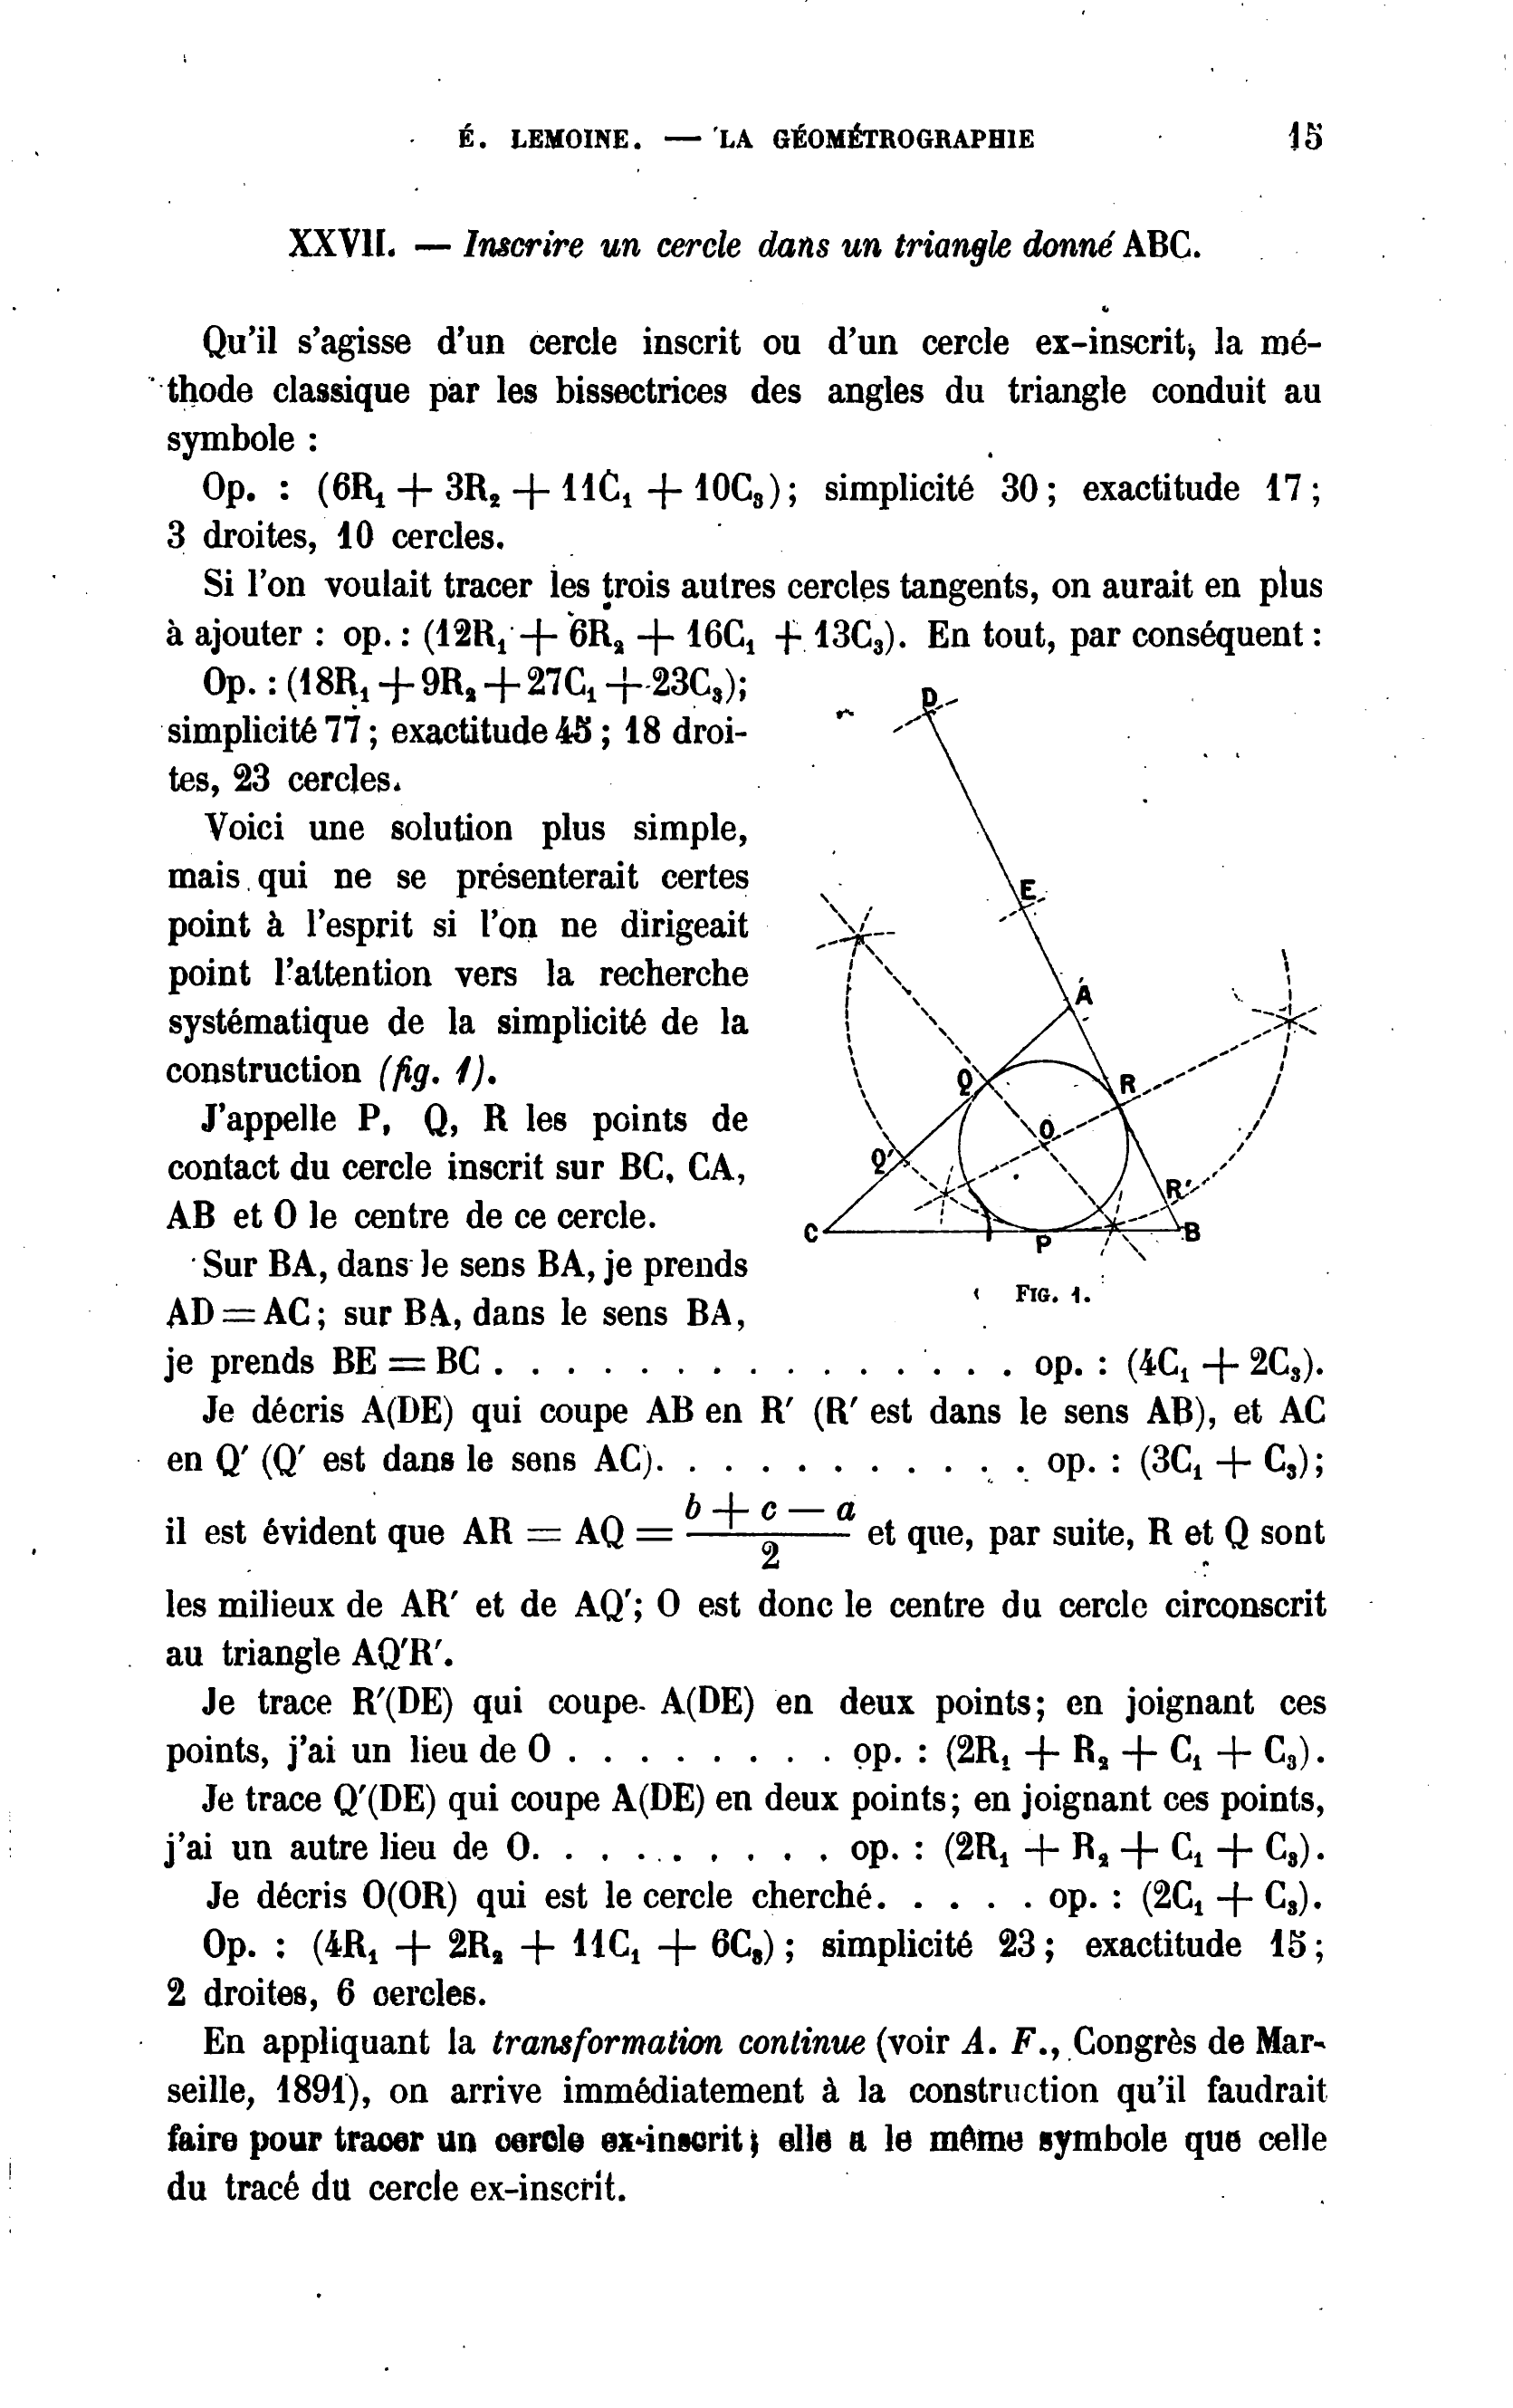 É. LEMOINE. — LA GÉOMÉTROGRAPHIE 15
XXVII. — Inscrire un cercle dans un triangle donné ABC.
Qu'il s'agisse d'un cercle inscrit ou d'un cercle ex-inscrit, la mé-
thode classique par les bissectrices des angles du triangle conduit au
symbole :
Op. : (6R₁ + 3R₂ + 11C₁ + 10C₃); simplicité 30; exactitude 17;
3 droites, 10 cercles.
Si l'on voulait tracer les trois autres cercles tangents, on aurait en plus
à ajouter : op. : (12R₁ + 6R₂ + 16C₁ + 13C₃). En tout, par conséquent :
Op. : (18R₁ + 9R₂ + 27C₁ + 23C₃);
simplicité 77; exactitude 45; 18 droi-
tes, 23 cercles.
Voici une solution plus simple,
mais qui ne se présenterait certes
point à l'esprit si l'on ne dirigeait
point l'attention vers la recherche
systématique de la simplicité de la
construction (fig. 1).
J'appelle P, Q, R les points de
contact du cercle inscrit sur BC, CA,
AB et O le centre de ce cercle.
Sur BA, dans le sens BA, je prends
AD = AC; sur BA, dans le sens BA,
D
E
A
Q
R
O
Q'
R'
C
P
B
FIG. 1.
je prends BE = BC . . . . . . . . . . . . . . . op. : (4C₁ + 2C₃).
Je décris A(DE) qui coupe AB en R' (R' est dans le sens AB), et AC
en Q' (Q' est dans le sens AC). . . . . . . . . . . op. : (3C₁ + C₃);
il est évident que AR = AQ = (b + c — a)/2 et que, par suite, R et Q sont
les milieux de AR' et de AQ'; O est donc le centre du cercle circonscrit
au triangle AQ'R'.
Je trace R'(DE) qui coupe A(DE) en deux points; en joignant ces
points, j'ai un lieu de O . . . . . . . . op. : (2R₁ + R₂ + C₁ + C₃).
Je trace Q'(DE) qui coupe A(DE) en deux points; en joignant ces points,
j'ai un autre lieu de O. . . . . . . . . op. : (2R₁ + R₂ + C₁ + C₃).
Je décris O(OR) qui est le cercle cherché. . . . . op. : (2C₁ + C₃).
Op. : (4R₁ + 2R₂ + 11C₁ + 6C₃); simplicité 23; exactitude 15;
2 droites, 6 cercles.
En appliquant la transformation continue (voir A. F., Congrès de Mar-
seille, 1891), on arrive immédiatement à la construction qu'il faudrait
faire pour tracer un cercle ex-inscrit; elle a le même symbole que celle
du tracé du cercle ex-inscrit.